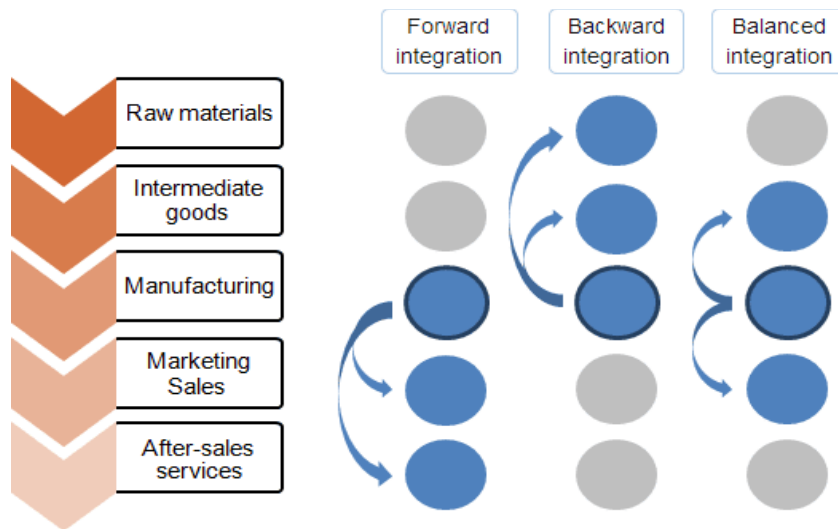 Forward
integration
Backward
integration
Balanced
integration
Raw materials
Intermediate
goods
Manufacturing
Marketing
Sales
After-sales
services